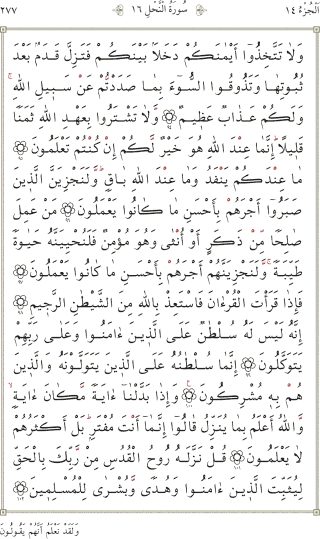 الجُزْءُ ١٤ سُورَةُ النَّحْلِ ١٦ ٢٧٧
وَلَا تَتَّخِذُوٓا۟ أَيْمَٰنَكُمْ دَخَلًۢا بَيْنَكُمْ فَتَزِلَّ قَدَمٌۢ بَعْدَ
ثُبُوتِهَا وَتَذُوقُوا۟ ٱلسُّوٓءَ بِمَا صَدَدتُّمْ عَن سَبِيلِ ٱللَّهِ
وَلَكُمْ عَذَابٌ عَظِيمٌ ٩٤ وَلَا تَشْتَرُوا۟ بِعَهْدِ ٱللَّهِ ثَمَنًا
قَلِيلًا إِنَّمَا عِندَ ٱللَّهِ هُوَ خَيْرٌ لَّكُمْ إِن كُنتُمْ تَعْلَمُونَ ٩٥
مَا عِندَكُمْ يَنفَدُ وَمَا عِندَ ٱللَّهِ بَاقٍ وَلَنَجْزِيَنَّ ٱلَّذِينَ
صَبَرُوٓا۟ أَجْرَهُم بِأَحْسَنِ مَا كَانُوا۟ يَعْمَلُونَ ٩٦ مَنْ عَمِلَ
صَٰلِحًا مِّن ذَكَرٍ أَوْ أُنثَىٰ وَهُوَ مُؤْمِنٌ فَلَنُحْيِيَنَّهُۥ حَيَوٰةً
طَيِّبَةً وَلَنَجْزِيَنَّهُمْ أَجْرَهُم بِأَحْسَنِ مَا كَانُوا۟ يَعْمَلُونَ ٩٧
فَإِذَا قَرَأْتَ ٱلْقُرْءَانَ فَٱسْتَعِذْ بِٱللَّهِ مِنَ ٱلشَّيْطَٰنِ ٱلرَّجِيمِ ٩٨
إِنَّهُۥ لَيْسَ لَهُۥ سُلْطَٰنٌ عَلَى ٱلَّذِينَ ءَامَنُوا۟ وَعَلَىٰ رَبِّهِمْ
يَتَوَكَّلُونَ ٩٩ إِنَّمَا سُلْطَٰنُهُۥ عَلَى ٱلَّذِينَ يَتَوَلَّوْنَهُۥ وَٱلَّذِينَ
هُم بِهِۦ مُشْرِكُونَ ١٠٠ وَإِذَا بَدَّلْنَآ ءَايَةً مَّكَانَ ءَايَةٍ
وَٱللَّهُ أَعْلَمُ بِمَا يُنَزِّلُ قَالُوٓا۟ إِنَّمَآ أَنتَ مُفْتَرٍۭ بَلْ أَكْثَرُهُمْ
لَا يَعْلَمُونَ ١٠١ قُلْ نَزَّلَهُۥ رُوحُ ٱلْقُدُسِ مِن رَّبِّكَ بِٱلْحَقِّ
لِيُثَبِّتَ ٱلَّذِينَ ءَامَنُوا۟ وَهُدًى وَبُشْرَىٰ لِلْمُسْلِمِينَ ١٠٢
وَلَقَدْ نَعْلَمُ أَنَّهُمْ يَقُولُونَ